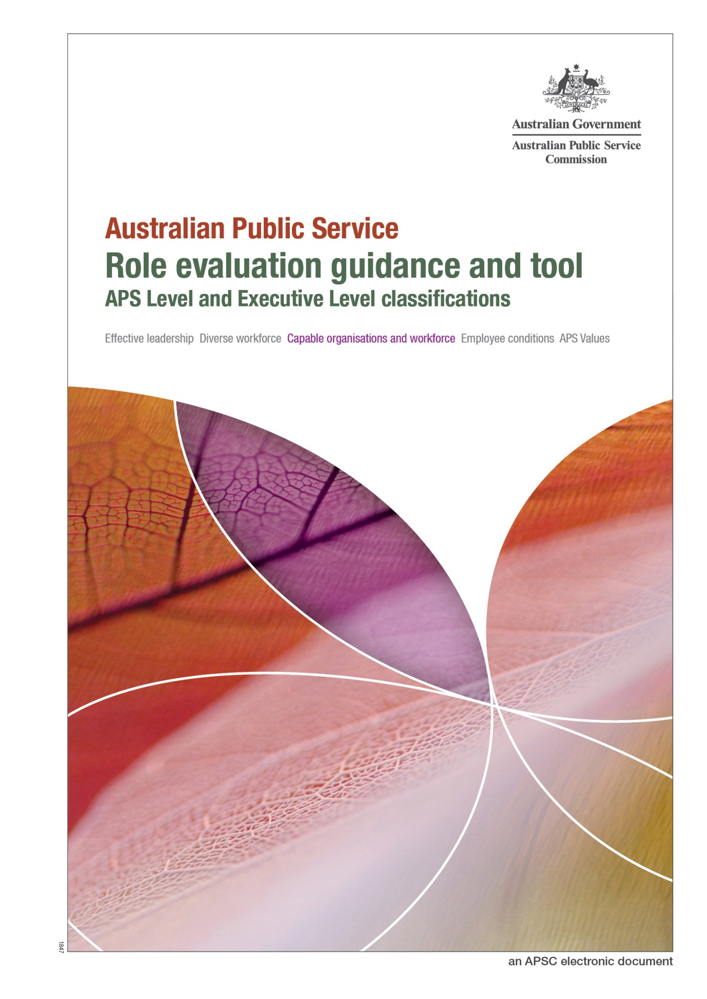 AUSTRALIA
Australian Government
Australian Public Service
Commission
Australian Public Service
Role evaluation guidance and tool
APS Level and Executive Level classifications
Effective leadership Diverse workforce Capable organisations and workforce Employee conditions APS Values
1847
an APSC electronic document